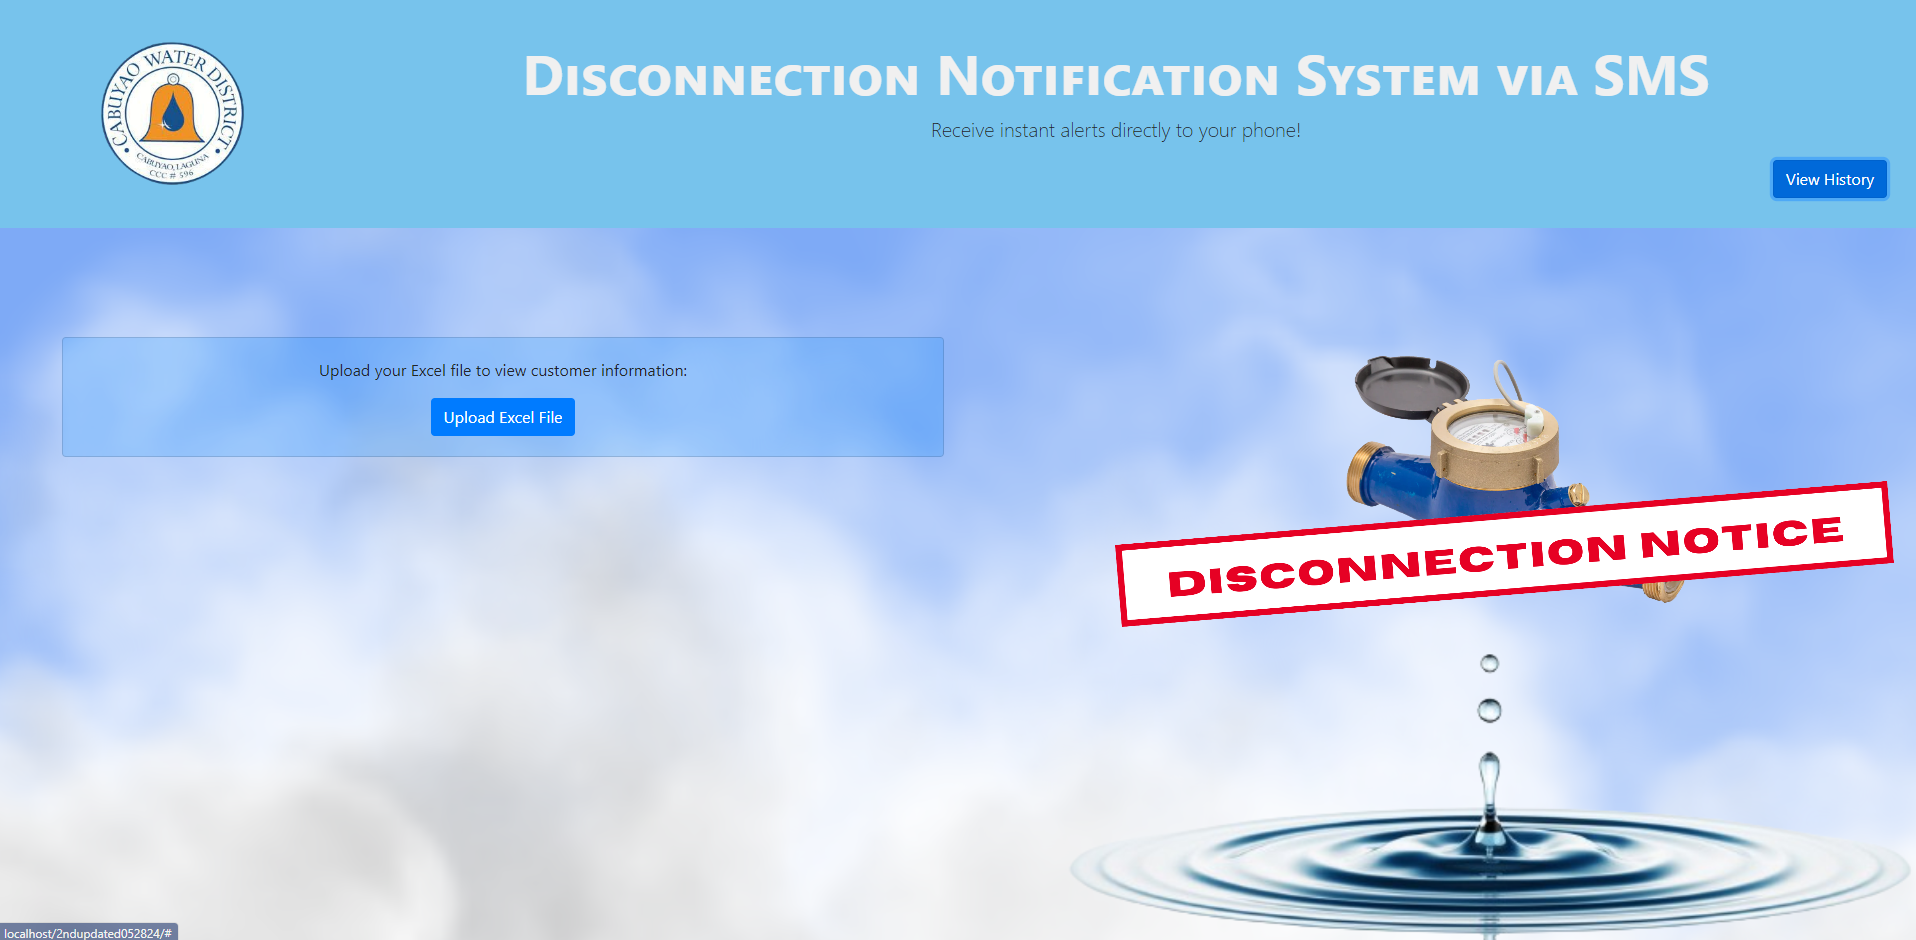 CABUYAO WATER DISTRICT
CABUYAO, LAGUNA
CCC # 596
Disconnection Notification System via SMS
Receive instant alerts directly to your phone!
View History
Upload your Excel file to view customer information:
Upload Excel File
DISCONNECTION NOTICE
localhost/2ndupdated052824/#